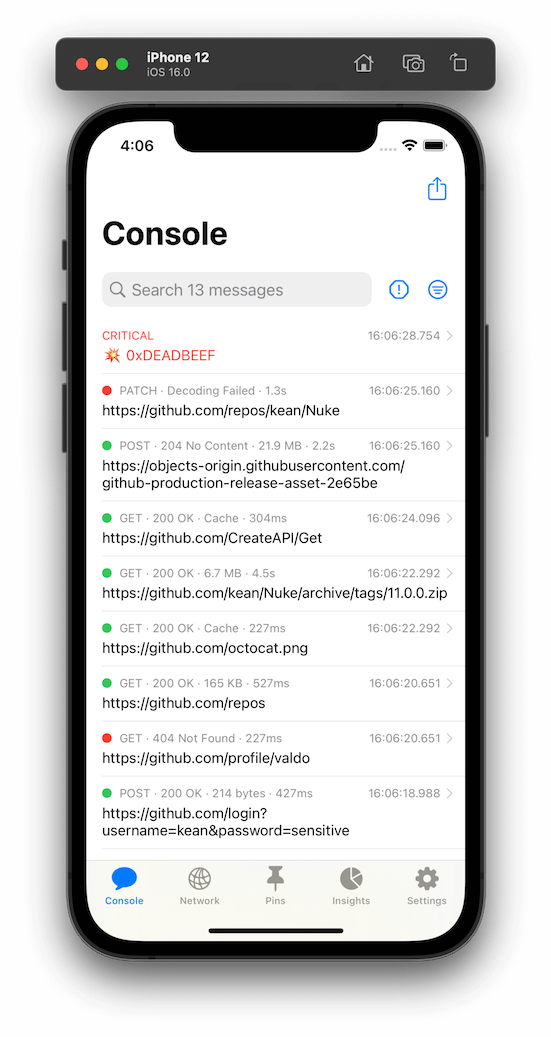 iPhone 12
iOS 16.0
4:06
Console
Search 13 messages
CRITICAL 16:06:28.754
💥 0xDEADBEEF
PATCH · Decoding Failed · 1.3s 16:06:25.160
https://github.com/repos/kean/Nuke
POST · 204 No Content · 21.9 MB · 2.2s 16:06:25.160
https://objects-origin.githubusercontent.com/
github-production-release-asset-2e65be
GET · 200 OK · Cache · 304ms 16:06:24.096
https://github.com/CreateAPI/Get
GET · 200 OK · 6.7 MB · 4.5s 16:06:22.292
https://github.com/kean/Nuke/archive/tags/11.0.0.zip
GET · 200 OK · Cache · 227ms 16:06:22.292
https://github.com/octocat.png
GET · 200 OK · 165 KB · 527ms 16:06:20.651
https://github.com/repos
GET · 404 Not Found · 227ms 16:06:20.651
https://github.com/profile/valdo
POST · 200 OK · 214 bytes · 427ms 16:06:18.988
https://github.com/login?
username=kean&password=sensitive
Console Network Pins Insights Settings